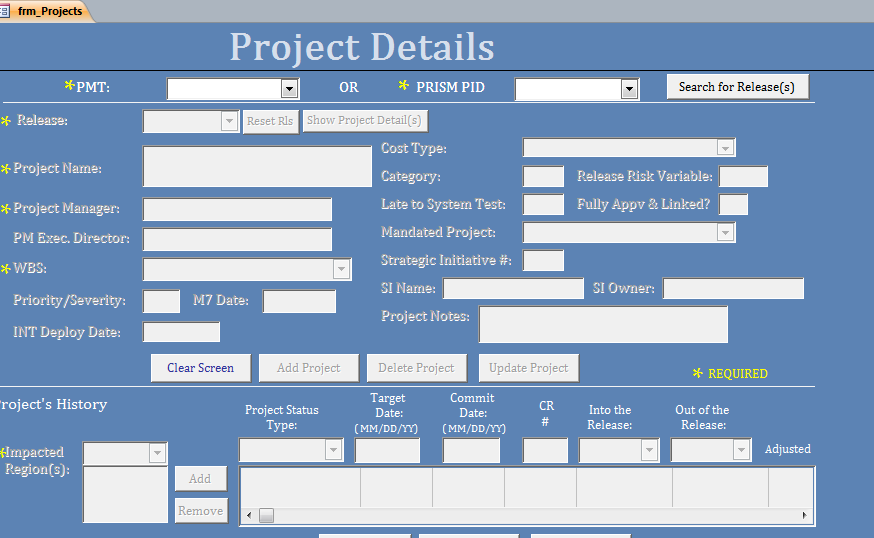 frm_Projects
Project Details
*PMT: OR * PRISM PID Search for Release(s)
* Release: Reset Rls Show Project Detail(s)
Cost Type:
* Project Name:
Category: Release Risk Variable:
* Project Manager:
Late to System Test: Fully Appv & Linked?
PM Exec. Director:
Mandated Project:
* WBS:
Strategic Initiative #:
Priority/Severity: M7 Date:
SI Name: SI Owner:
INT Deploy Date:
Project Notes:
Clear Screen Add Project Delete Project Update Project
* REQUIRED
roject's History
Project Status
Type:
Target
Date:
(MM/DD/YY)
Commit
Date:
(MM/DD/YY)
CR
#
Into the
Release:
Out of the
Release:
Adjusted
*Impacted
Region(s):
Add
Remove